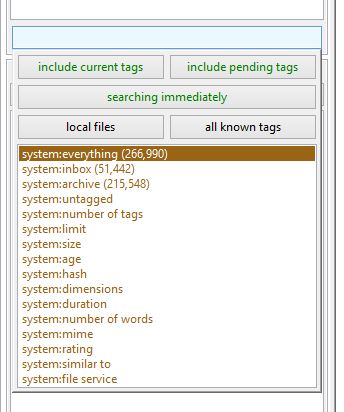 include current tags include pending tags
searching immediately
local files all known tags
system:everything (266,990)
system:inbox (51,442)
system:archive (215,548)
system:untagged
system:number of tags
system:limit
system:size
system:age
system:hash
system:dimensions
system:duration
system:number of words
system:mime
system:rating
system:similar to
system:file service